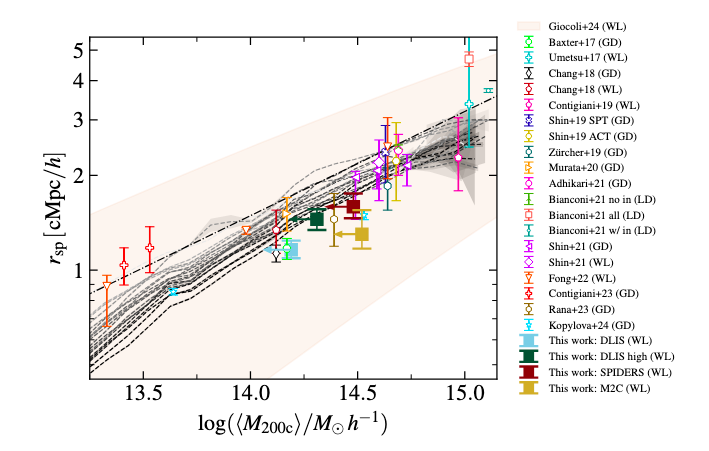 Giocoli+24 (WL)
Baxter+17 (GD)
Umetsu+17 (WL)
Chang+18 (GD)
Chang+18 (WL)
Contigiani+19 (WL)
Shin+19 SPT (GD)
Shin+19 ACT (GD)
Zürcher+19 (GD)
Murata+20 (GD)
Adhikari+21 (GD)
Bianconi+21 no in (LD)
Bianconi+21 all (LD)
Bianconi+21 w/ in (LD)
Shin+21 (GD)
Shin+21 (WL)
Fong+22 (WL)
Contigiani+23 (GD)
Rana+23 (GD)
Kopylova+24 (GD)
This work: DLIS (WL)
This work: DLIS high (WL)
This work: SPIDERS (WL)
This work: M2C (WL)
5
4
3
2
1
r_sp [cMpc/h]
13.5 14.0 14.5 15.0
log(⟨M_200c⟩/M_⊙ h^−1)